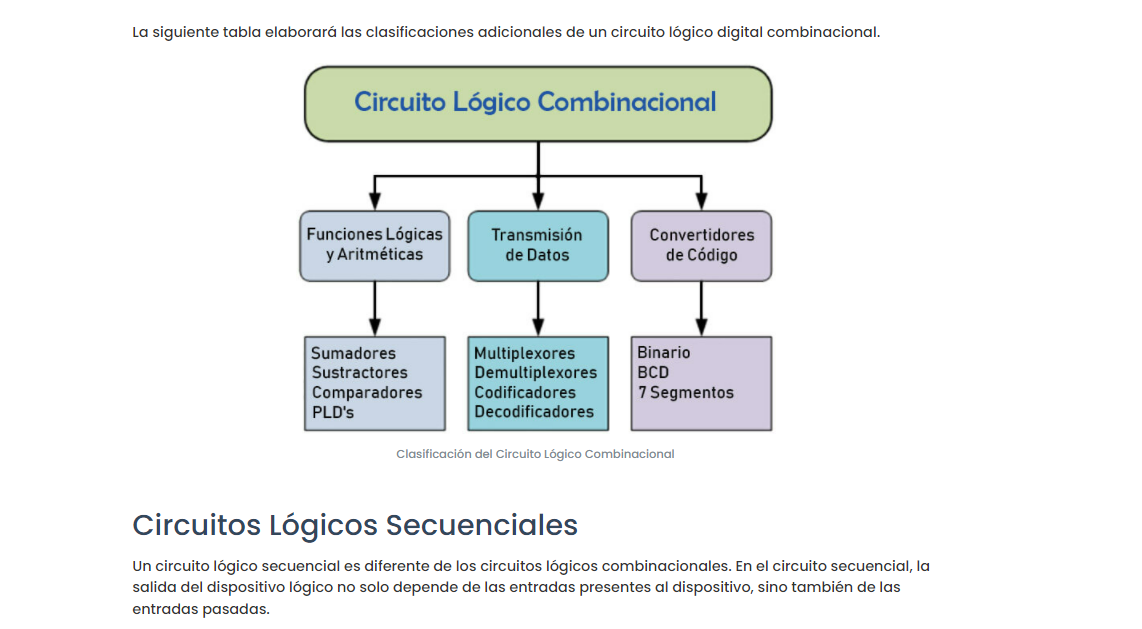 La siguiente tabla elaborará las clasificaciones adicionales de un circuito lógico digital combinacional.
Circuito Lógico Combinacional
Funciones Lógicas
y Aritméticas
Transmisión
de Datos
Convertidores
de Código
Sumadores
Sustractores
Comparadores
PLD's
Multiplexores
Demultiplexores
Codificadores
Decodificadores
Binario
BCD
7 Segmentos
Clasificación del Circuito Lógico Combinacional
Circuitos Lógicos Secuenciales
Un circuito lógico secuencial es diferente de los circuitos lógicos combinacionales. En el circuito secuencial, la
salida del dispositivo lógico no solo depende de las entradas presentes al dispositivo, sino también de las
entradas pasadas.